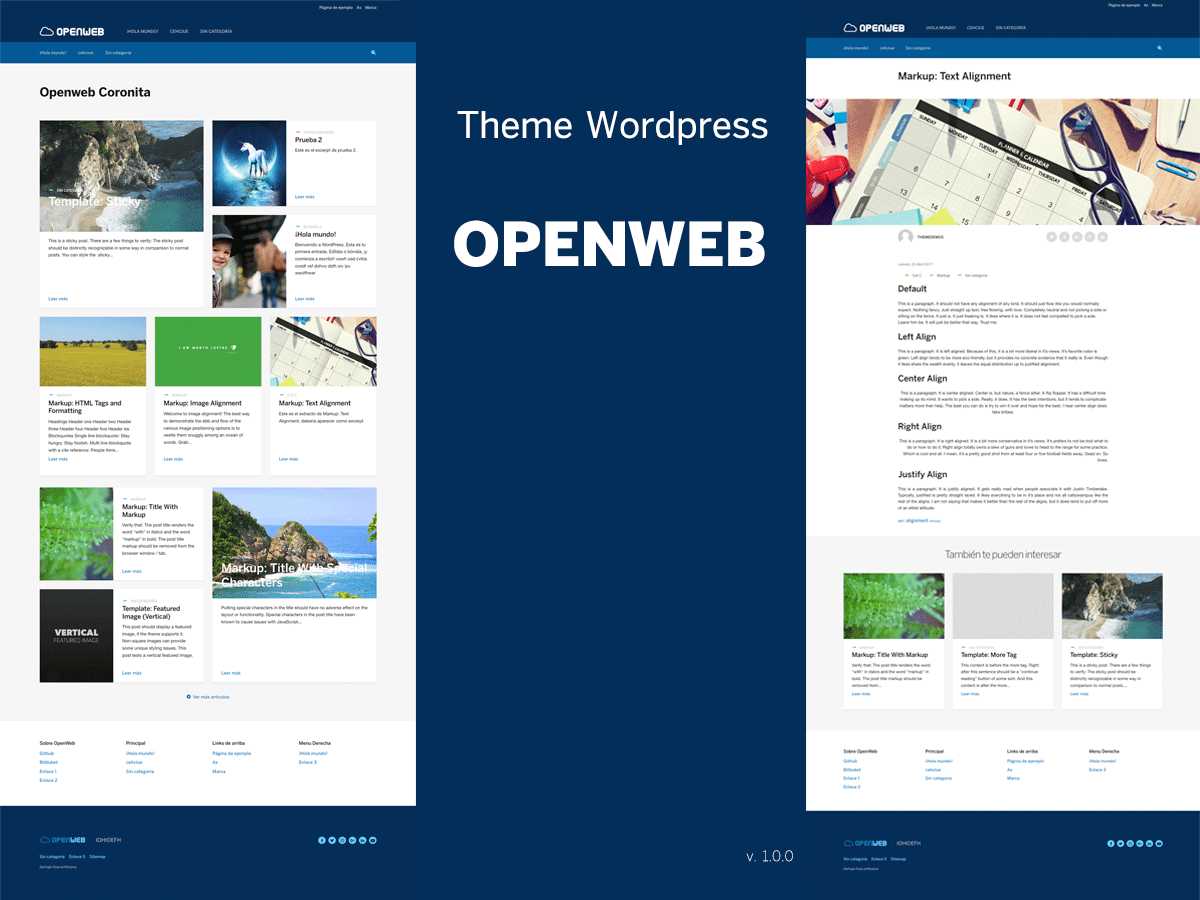 Página de ejemplo As Marca
OPENWEB ¡HOLA MUNDO! CEHCIUE SIN CATEGORÍA
¡Hola mundo! cehciue Sin categoría
Openweb Coronita
SIN CATEGORÍA
Template: Sticky
This is a sticky post. There are a few things to verify: The sticky post
should be distinctly recognizable in some way in comparison to normal
posts. You can style the .sticky...
Leer más
Prueba 2
Este es el excerpt de prueba 2.
Leer más
¡Hola mundo!
Bienvenido a WordPress. Esta es tu
primera entrada. Edítala o bórrala, ¡y
comienza a escribir! vowh osd cvfos
ovadf vaf dohvo defh oiv ipv
wesdfhwer
Leer más
MARKUP
Markup: HTML Tags and
Formatting
Headings Header one Header two Header
three Header four Header five Header six
Blockquotes Single line blockquote: Stay
hungry. Stay foolish. Multi line blockquote
with a cite reference: People think...
Leer más
I AM WORTH LOVING
MARKUP
Markup: Image Alignment
Welcome to image alignment! The best way
to demonstrate the ebb and flow of the
various image positioning options is to
nestle them snuggly among an ocean of
words. Grab...
Leer más
CAT C
Markup: Text Alignment
Este es el extracto de Markup: Text
Alignment, debería aparecer como excerpt
Leer más
MARKUP
Markup: Title With
Markup
Verify that: The post title renders the
word "with" in italics and the word
"markup" in bold. The post title
markup should be removed from the
browser window / tab.
Leer más
Markup: Title With Special
Characters
Putting special characters in the title should have no adverse effect on the
layout or functionality. Special characters in the post title have been
known to cause issues with JavaScript...
Leer más
VERTICAL
FEATURED IMAGE
SIN CATEGORÍA
Template: Featured
Image (Vertical)
This post should display a featured
image, if the theme supports it.
Non-square images can provide
some unique styling issues. This
post tests a vertical featured image.
Leer más
Ver más artículos
Sobre OpenWeb Principal Links de arriba Menu Derecha
Github ¡Hola mundo! Página de ejemplo ¡Hola mundo!
Bitbuket cehciue As Enlace 3
Enlace 1 Sin categoría Marca
Enlace 2
OPENWEB IOHIOEFH
Sin categoría Enlace 5 Sitemap
Theme Wordpress
OPENWEB
v. 1.0.0
Página de ejemplo As Marca
OPENWEB ¡HOLA MUNDO! CEHCIUE SIN CATEGORÍA
¡Hola mundo! cehciue Sin categoría
Markup: Text Alignment
PLANNER & CALENDAR
SUNDAY MONDAY TUESDAY WEDNESDAY THURSDAY FRIDAY SATURDAY
THEMEDEMOS
Jueves, 20 Abril 2017
Cat C Markup Sin categoría
Default
This is a paragraph. It should not have any alignment of any kind. It should just flow like you would normally
expect. Nothing fancy. Just straight up text, free flowing, with love. Completely neutral and not picking a side or
sitting on the fence. It just is. It just freaking is. It likes where it is. It does not feel compelled to pick a side.
Leave him be. It will just be better that way. Trust me.
Left Align
This is a paragraph. It is left aligned. Because of this, it is a bit more liberal in it's views. It's favorite color is
green. Left align tends to be more eco-friendly, but it provides no concrete evidence that it really is. Even though
it likes share the wealth evenly, it leaves the equal distribution up to justified alignment.
Center Align
This is a paragraph. It is center aligned. Center is, but nature, a fence sitter. A flip flopper. It has a difficult time
making up its mind. It wants to pick a side. Really, it does. It has the best intentions, but it tends to complicate
matters more than help. The best you can do is try to win it over and hope for the best. I hear center align does
take bribes.
Right Align
This is a paragraph. It is right aligned. It is a bit more conservative in it's views. It's prefers to not be told what to
do or how to do it. Right align totally owns a slew of guns and loves to head to the range for some practice.
Which is cool and all. I mean, it's a pretty good shot from at least four or five football fields away. Dead on. So
boss.
Justify Align
This is a paragraph. It is justify aligned. It gets really mad when people associate it with Justin Timberlake.
Typically, justified is pretty straight laced. It likes everything to be in it's place and not all cattywampus like the
rest of the aligns. I am not saying that makes it better than the rest of the aligns, but it does tend to put off more
of an elitist attitude.
alignment
También te pueden interesar
MARKUP
Markup: Title With Markup
Verify that: The post title renders the word
"with" in italics and the word "markup" in
bold. The post title markup should be
removed from...
Leer más
SIN CATEGORÍA
Template: More Tag
This content is before the more tag. Right
after this sentence should be a "continue
reading" button of some sort. And this
content is after the more...
Leer más
SIN CATEGORÍA
Template: Sticky
This is a sticky post. There are a few things
to verify: The sticky post should be
distinctly recognizable in some way in
comparison to normal posts....
Leer más
Sobre OpenWeb Principal Links de arriba Menu Derecha
Github ¡Hola mundo! Página de ejemplo ¡Hola mundo!
Bitbuket cehciue As Enlace 3
Enlace 1 Sin categoría Marca
Enlace 2
OPENWEB IOHIOEFH
Sin categoría Enlace 5 Sitemap